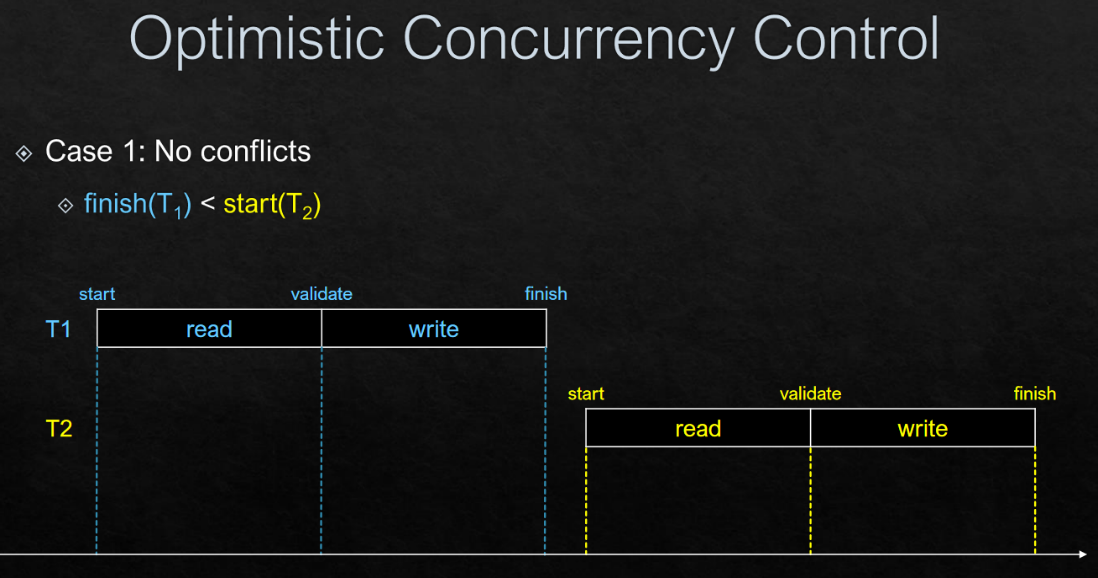 Optimistic Concurrency Control
Case 1: No conflicts
finish(T1) < start(T2)
start validate finish
T1 read write
start validate finish
T2 read write